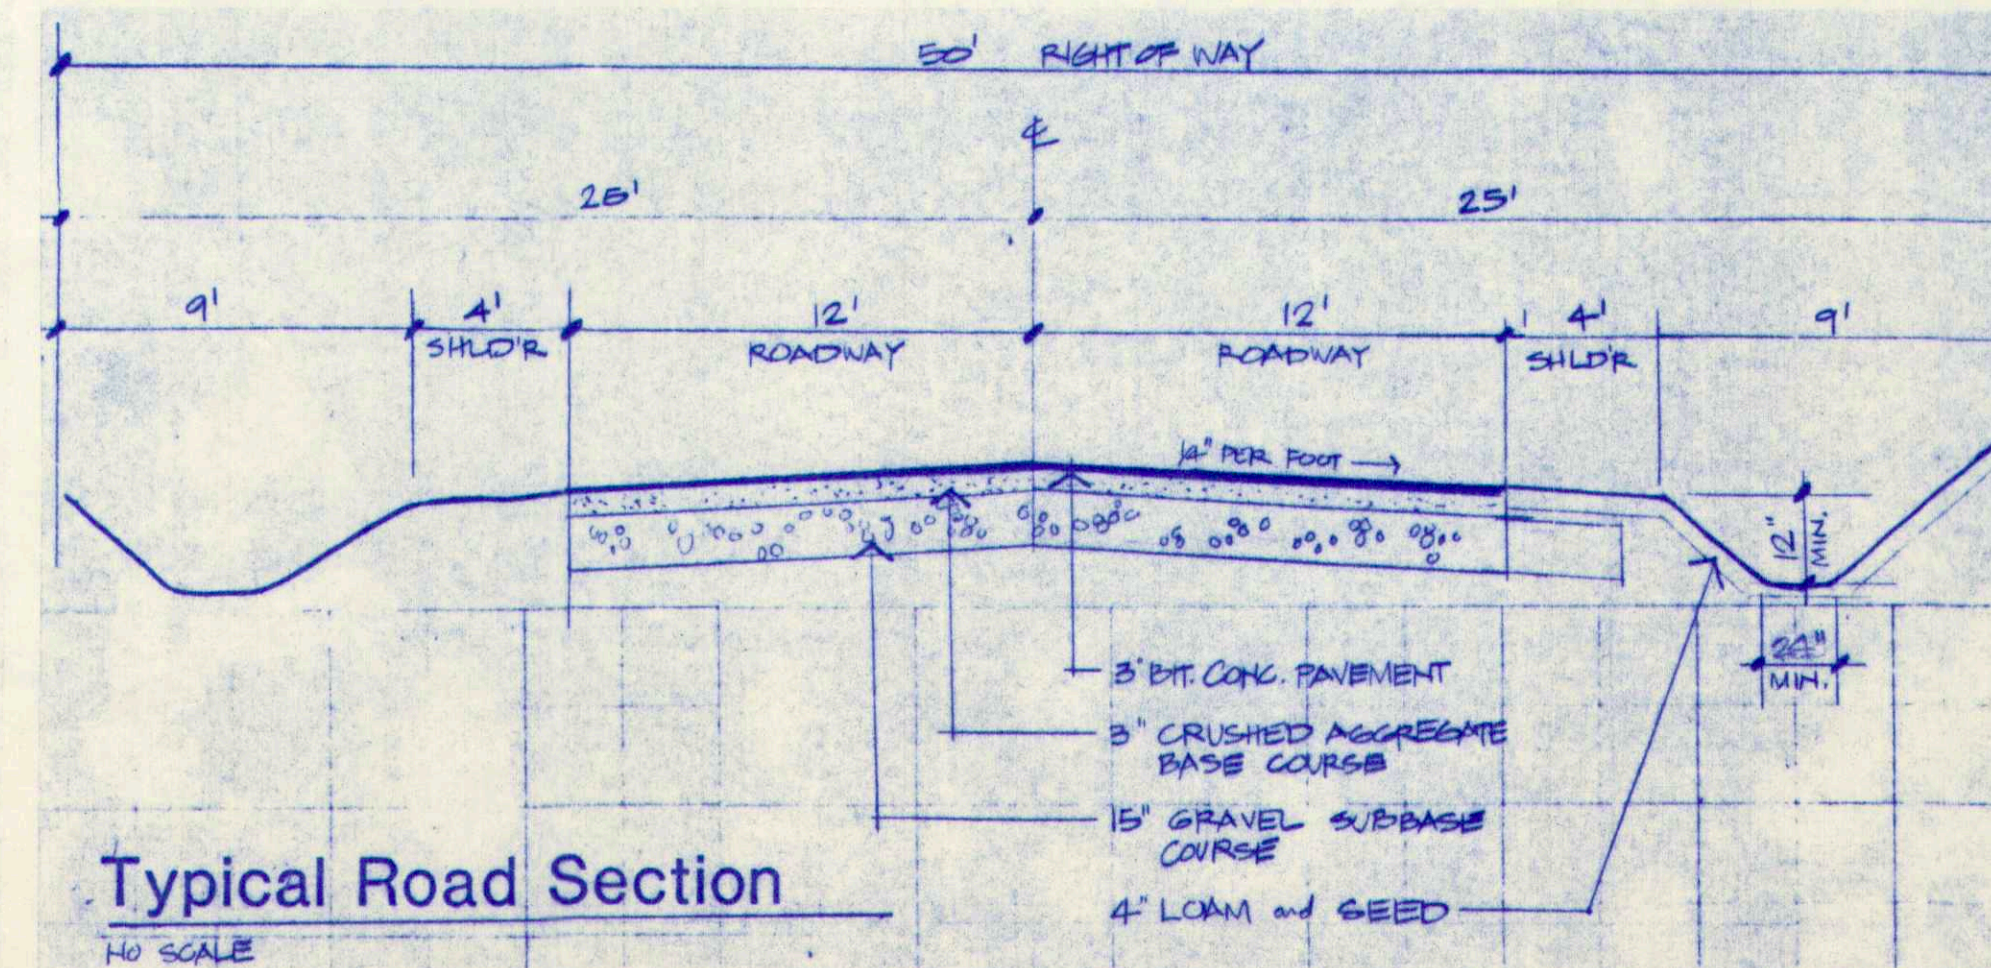 50' RIGHT OF WAY
℄
25' 25'
9' 4' 12' 12' 4' 9'
SHLD'R ROADWAY ROADWAY SHLD'R
1/4" PER FOOT →
12" MIN.
24"
MIN.
3" BIT. CONC. PAVEMENT
3" CRUSHED AGGREGATE
BASE COURSE
15" GRAVEL SUBBASE
COURSE
4" LOAM and SEED
Typical Road Section
NO SCALE